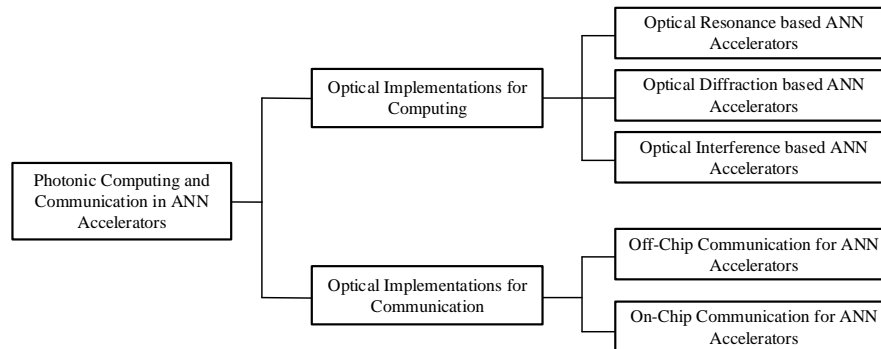 Optical Resonance based ANN
Accelerators
Optical Implementations for
Computing
Optical Diffraction based ANN
Accelerators
Optical Interference based ANN
Accelerators
Photonic Computing and
Communication in ANN
Accelerators
Off-Chip Communication for ANN
Accelerators
Optical Implementations for
Communication
On-Chip Communication for ANN
Accelerators